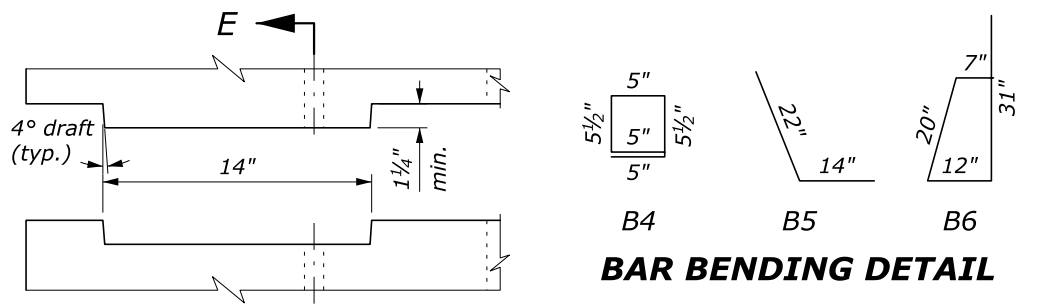 E
4° draft
(typ.)
14"
1¼"
min.
5"
5½"
5½"
5"
5"
B4
22"
14"
B5
7"
20"
31"
12"
B6
BAR BENDING DETAIL